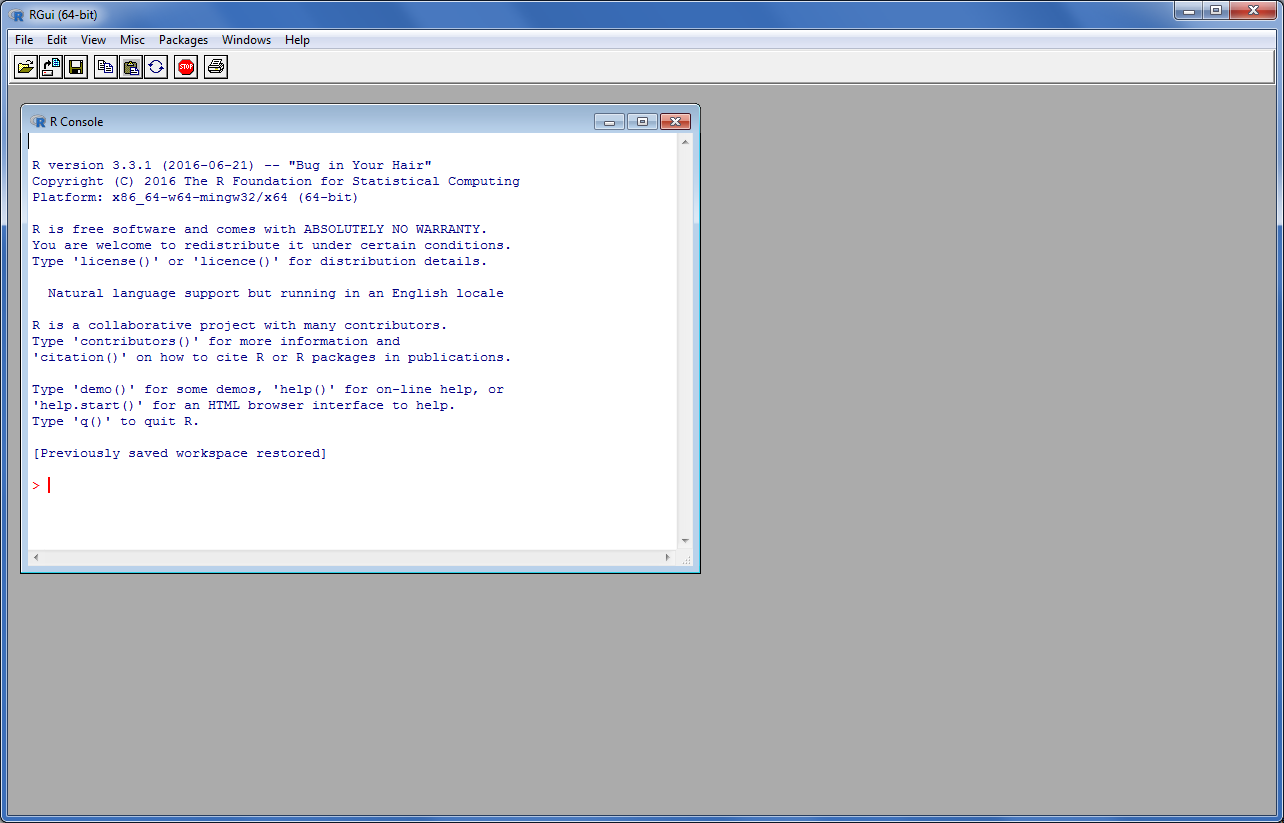 RGui (64-bit)
File Edit View Misc Packages Windows Help
STOP
R Console
R version 3.3.1 (2016-06-21) -- "Bug in Your Hair"
Copyright (C) 2016 The R Foundation for Statistical Computing
Platform: x86_64-w64-mingw32/x64 (64-bit)
R is free software and comes with ABSOLUTELY NO WARRANTY.
You are welcome to redistribute it under certain conditions.
Type 'license()' or 'licence()' for distribution details.
Natural language support but running in an English locale
R is a collaborative project with many contributors.
Type 'contributors()' for more information and
'citation()' on how to cite R or R packages in publications.
Type 'demo()' for some demos, 'help()' for on-line help, or
'help.start()' for an HTML browser interface to help.
Type 'q()' to quit R.
[Previously saved workspace restored]
>